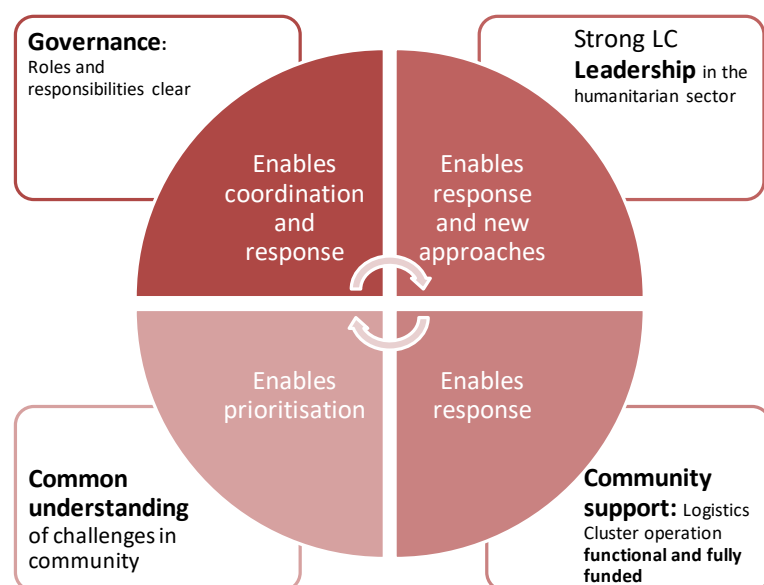 Governance:
Roles and
responsibilities clear
Strong LC
Leadership in the
humanitarian sector
Enables
coordination
and
response
Enables
response
and new
approaches
Enables
prioritisation
Enables
response
Common
understanding
of challenges in
community
Community
support: Logistics
Cluster operation
functional and fully
funded